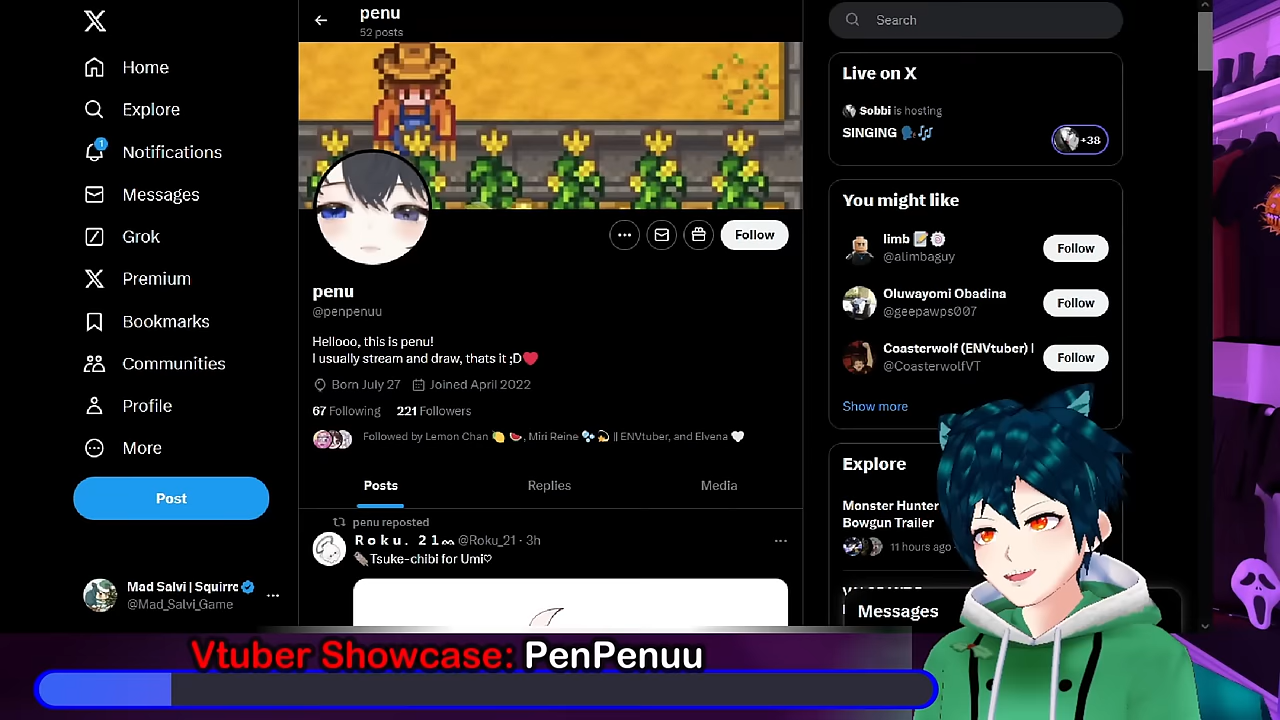 Home
Explore
1
Notifications
Messages
Grok
Premium
Bookmarks
Communities
Profile
More
Post
Mad Salvi | Squirre
@Mad_Salvi_Game
penu
52 posts
Follow
penu
@penpenuu
Hellooo, this is penu!
I usually stream and draw, thats it ;D❤️
Born July 27 Joined April 2022
67 Following 221 Followers
Followed by Lemon Chan 🍋 🍉, Miri Reine 🫧 💫 || ENVtuber, and Elvena 🤍
Posts Replies Media
penu reposted
Roku. 21 @Roku_21 · 3h
Tsuke-chibi for Umi♡
Search
Live on X
Sobbi is hosting
SINGING 🗣️🎶
+38
You might like
limb
@alimbaguy
Follow
Oluwayomi Obadina
@geepawps007
Follow
Coasterwolf (ENVtuber) |
@CoasterwolfVT
Follow
Show more
Explore
Monster Hunter
Bowgun Trailer
11 hours ago
Messages
Vtuber Showcase: PenPenuu